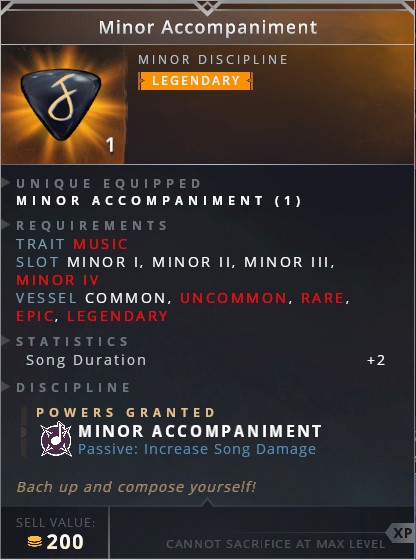 Minor Accompaniment
MINOR DISCIPLINE
LEGENDARY
1
UNIQUE EQUIPPED
MINOR ACCOMPANIMENT (1)
REQUIREMENTS
TRAIT MUSIC
SLOT MINOR I, MINOR II, MINOR III,
MINOR IV
VESSEL COMMON, UNCOMMON, RARE,
EPIC, LEGENDARY
STATISTICS
Song Duration +2
DISCIPLINE
POWERS GRANTED
MINOR ACCOMPANIMENT
Passive: Increase Song Damage
Bach up and compose yourself!
SELL VALUE:
200
CANNOT SACRIFICE AT MAX LEVEL
XP